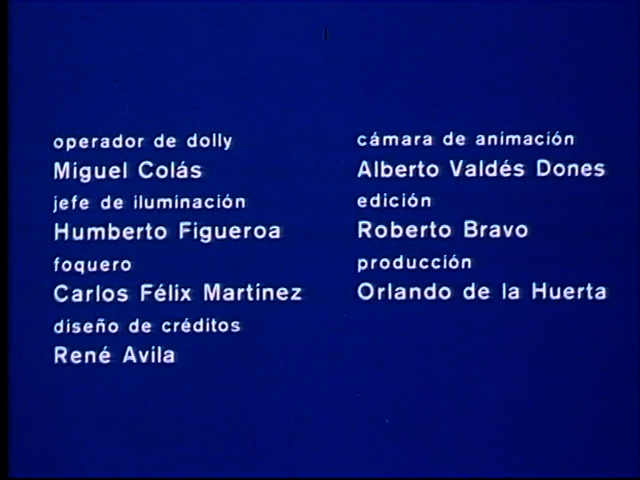 operador de dolly
Miguel Colás
jefe de iluminación
Humberto Figueroa
foquero
Carlos Félix Martínez
diseño de créditos
René Avila
cámara de animación
Alberto Valdés Dones
edición
Roberto Bravo
producción
Orlando de la Huerta